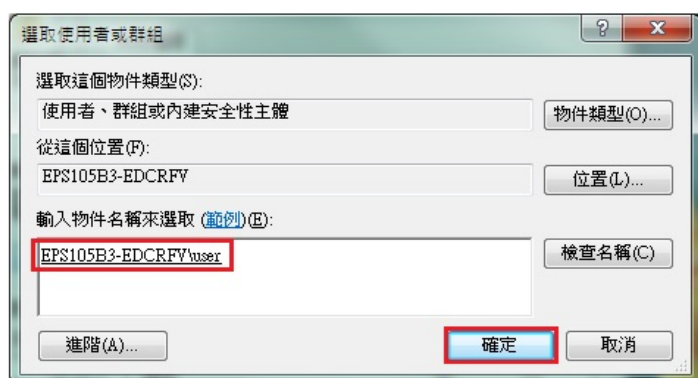 選取使用者或群組
選取這個物件類型(S):
使用者、群組或內建安全性主體
物件類型(O)...
從這個位置(F):
EPS105B3-EDCRFV
位置(L)...
輸入物件名稱來選取 (範例)(E):
EPS105B3-EDCRFV\user
檢查名稱(C)
進階(A)...
確定
取消